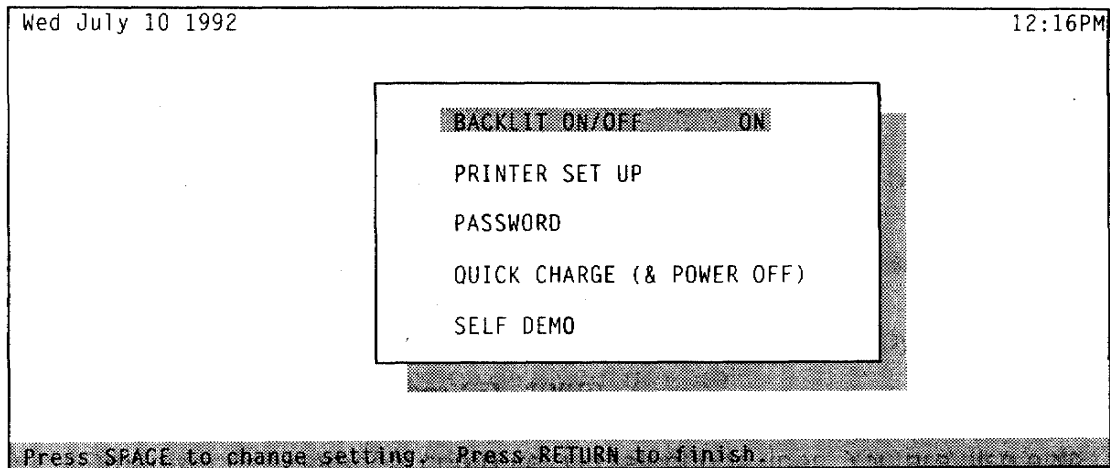 Wed July 10 1992 12:16PM
BACKLIT ON/OFF ON
PRINTER SET UP
PASSWORD
QUICK CHARGE (& POWER OFF)
SELF DEMO
Press SPACE to change setting. Press RETURN to finish.